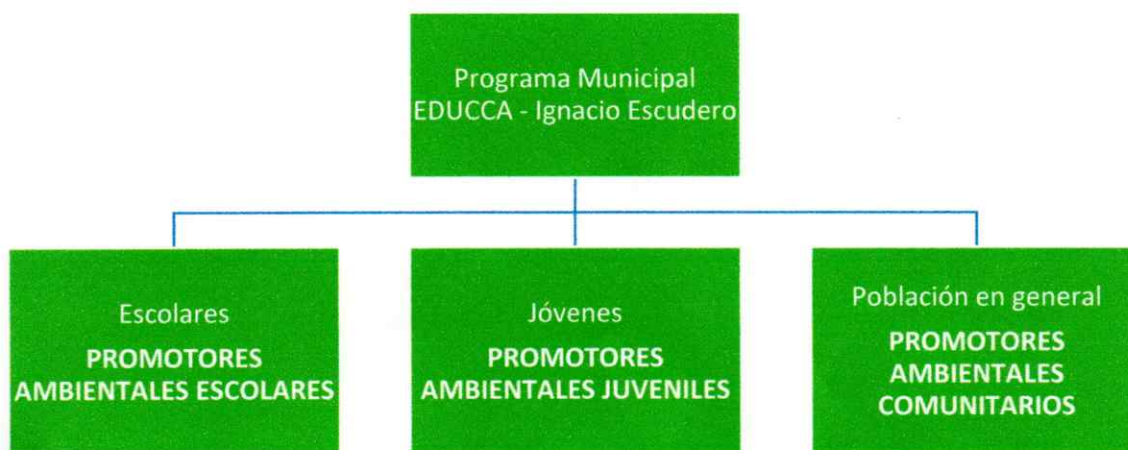 Programa Municipal
EDUCCA - Ignacio Escudero
Escolares
PROMOTORES
AMBIENTALES ESCOLARES
Jóvenes
PROMOTORES
AMBIENTALES JUVENILES
Población en general
PROMOTORES
AMBIENTALES
COMUNITARIOS